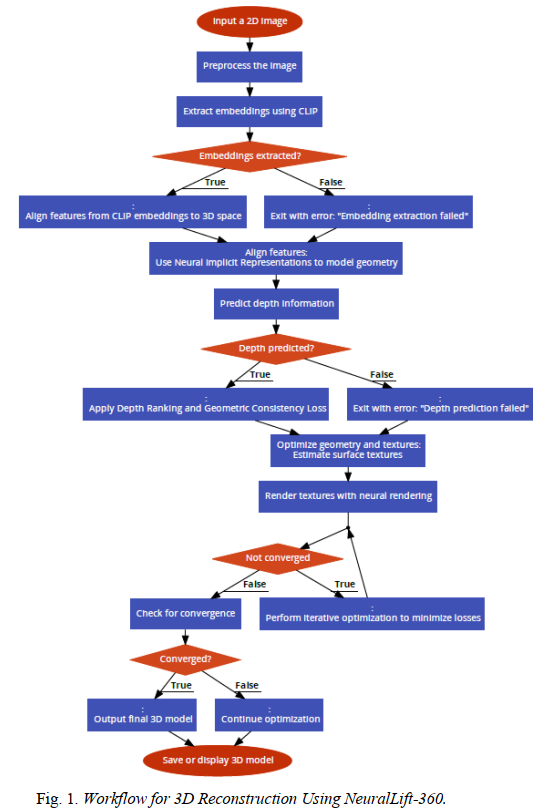 Input a 2D image
Preprocess the image
Extract embeddings using CLIP
Embeddings extracted?
True
False
:
Align features from CLIP embeddings to 3D space
:
Exit with error: "Embedding extraction failed"
Align features:
Use Neural Implicit Representations to model geometry
Predict depth information
Depth predicted?
True
False
:
Apply Depth Ranking and Geometric Consistency Loss
:
Exit with error: "Depth prediction failed"
Optimize geometry and textures:
Estimate surface textures
Render textures with neural rendering
Not converged
False
True
Check for convergence
:
Perform iterative optimization to minimize losses
Converged?
True
False
:
Output final 3D model
:
Continue optimization
Save or display 3D model
Fig. 1. Workflow for 3D Reconstruction Using NeuralLift-360.